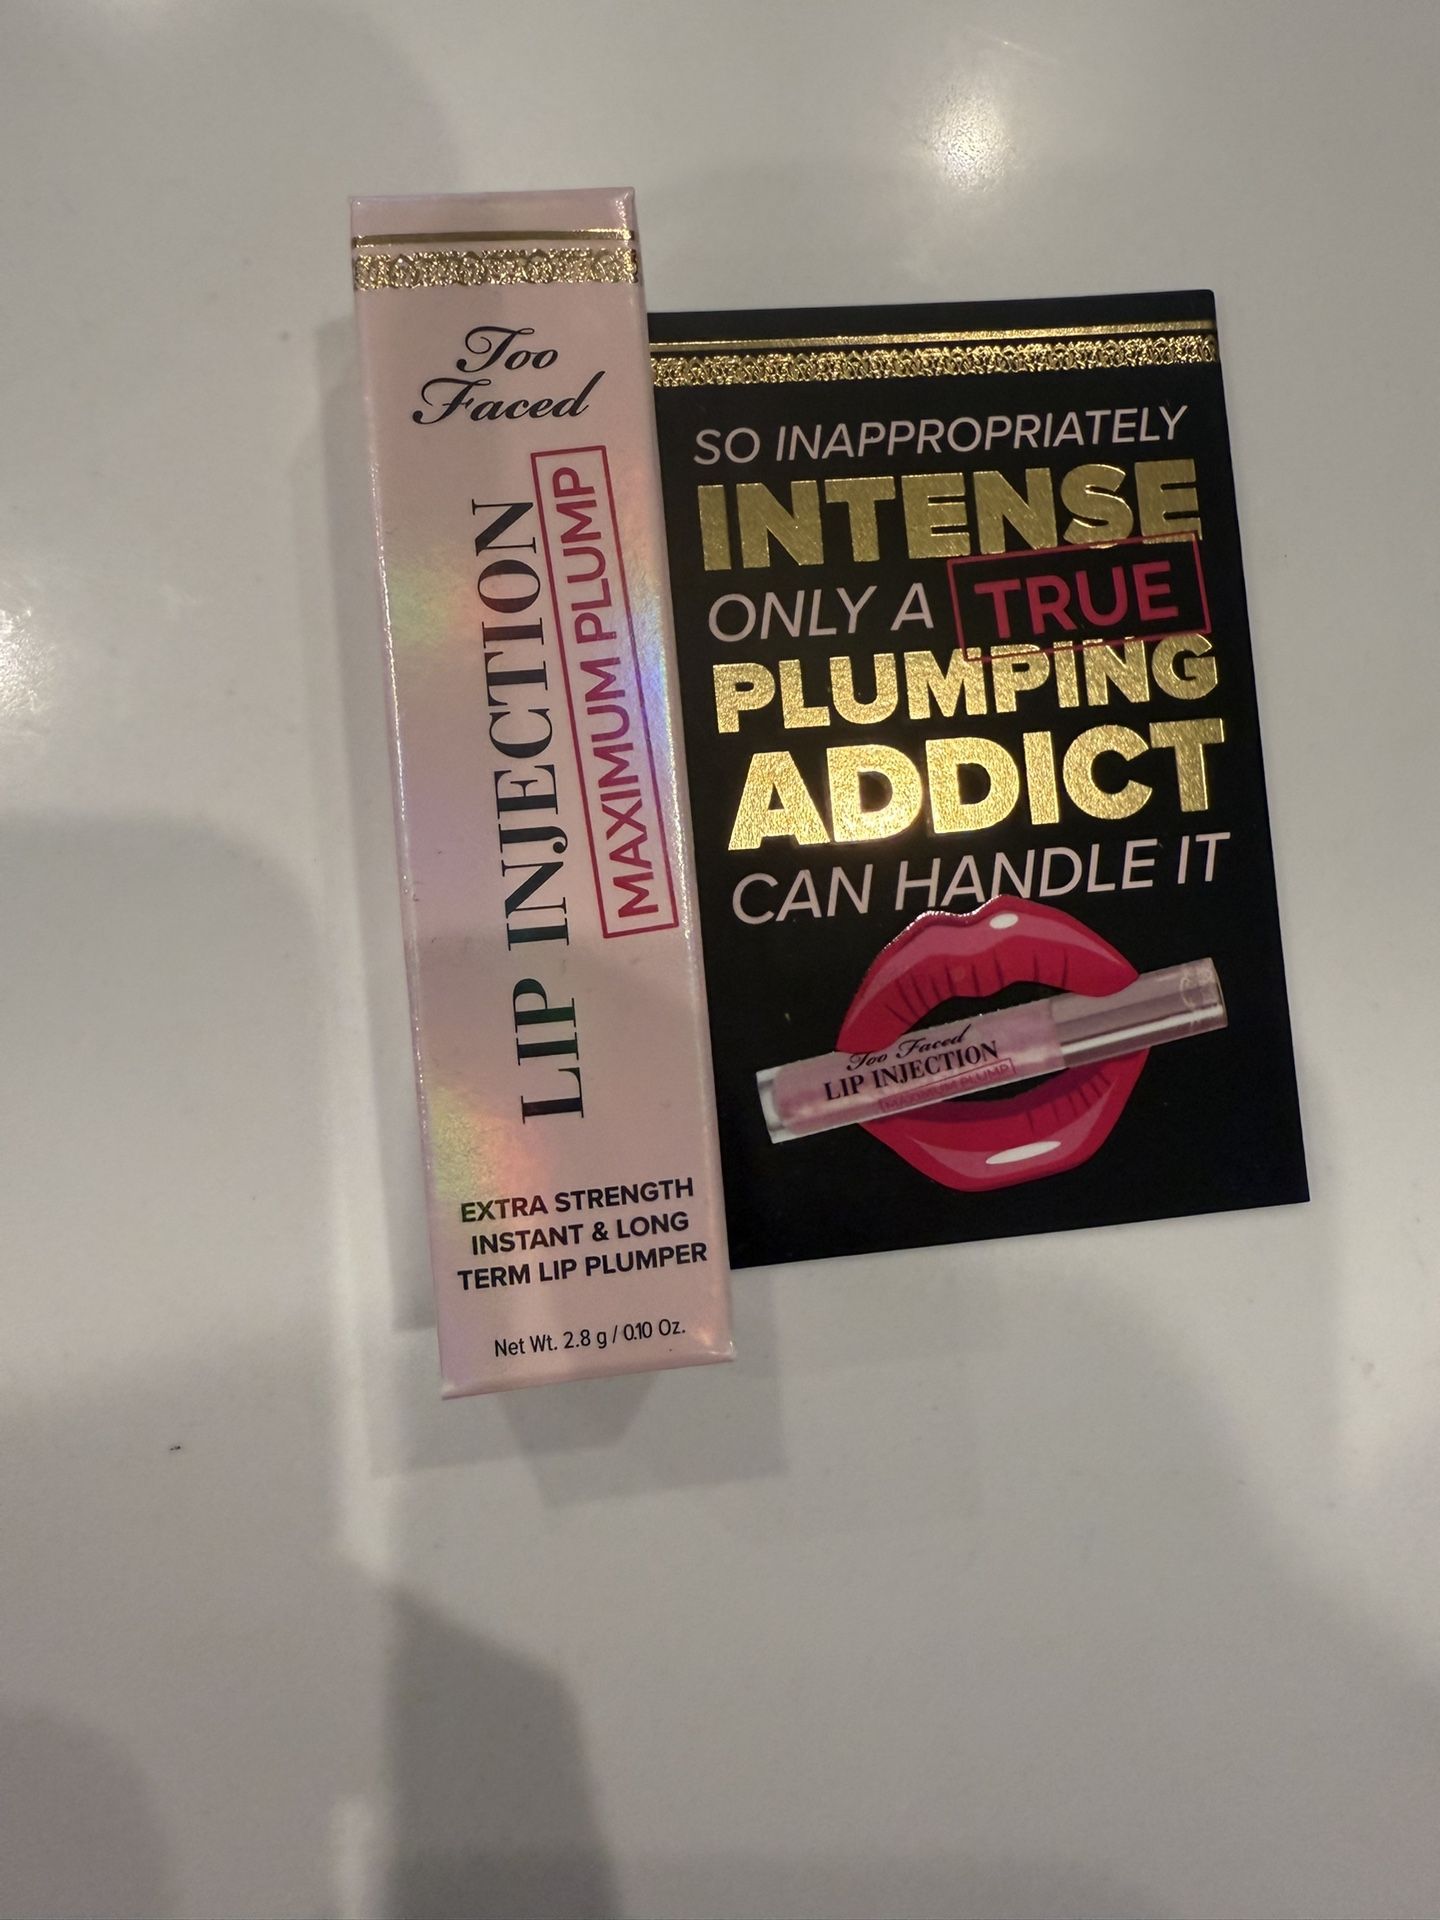 Too
Faced
LIP INJECTION
MAXIMUM PLUMP
EXTRA STRENGTH
INSTANT & LONG
TERM LIP PLUMPER
Net Wt. 2.8 g / 0.10 Oz.
SO INAPPROPRIATELY
INTENSE
ONLY A TRUE
PLUMPING
ADDICT
CAN HANDLE IT
Too Faced
LIP INJECTION
MAXIMUM PLUMP